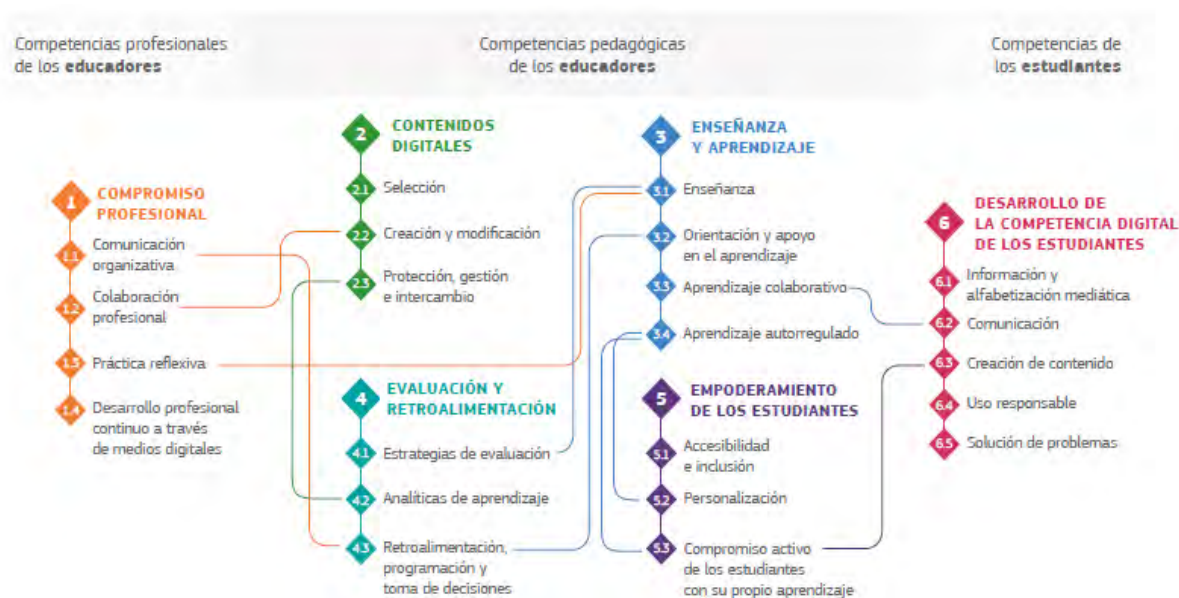 Competencias profesionales
de los educadores
Competencias pedagógicas
de los educadores
Competencias de
los estudiantes
1
COMPROMISO
PROFESIONAL
1.1
Comunicación
organizativa
1.2
Colaboración
profesional
1.3
Práctica reflexiva
1.4
Desarrollo profesional
continuo a través
de medios digitales
2
CONTENIDOS
DIGITALES
2.1
Selección
2.2
Creación y modificación
2.3
Protección, gestión
e intercambio
3
ENSEÑANZA
Y APRENDIZAJE
3.1
Enseñanza
3.2
Orientación y apoyo
en el aprendizaje
3.3
Aprendizaje colaborativo
3.4
Aprendizaje autorregulado
4
EVALUACIÓN Y
RETROALIMENTACIÓN
4.1
Estrategias de evaluación
4.2
Analíticas de aprendizaje
4.3
Retroalimentación,
programación y
toma de decisiones
5
EMPODERAMIENTO
DE LOS ESTUDIANTES
5.1
Accesibilidad
e inclusión
5.2
Personalización
5.3
Compromiso activo
de los estudiantes
con su propio aprendizaje
6
DESARROLLO DE
LA COMPETENCIA DIGITAL
DE LOS ESTUDIANTES
6.1
Información y
alfabetización mediática
6.2
Comunicación
6.3
Creación de contenido
6.4
Uso responsable
6.5
Solución de problemas